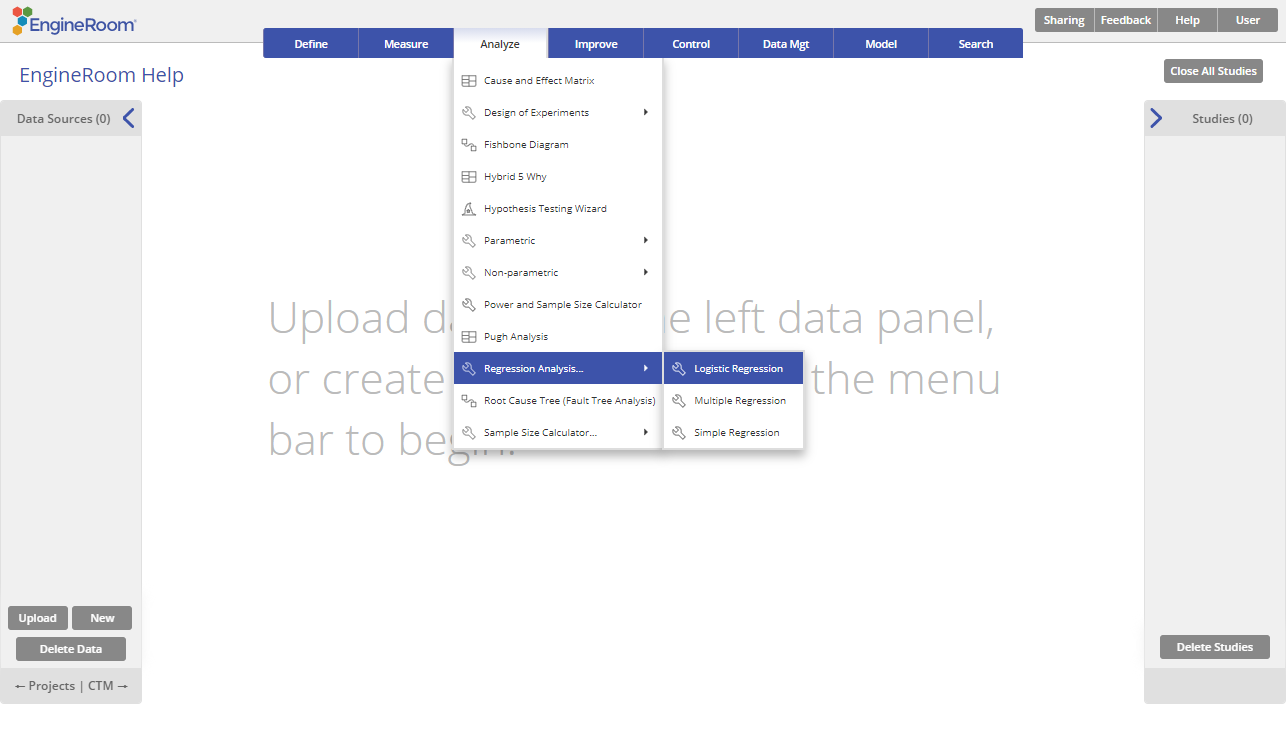 EngineRoom
Sharing
Feedback
Help
User
Define
Measure
Analyze
Improve
Control
Data Mgt
Model
Search
EngineRoom Help
Close All Studies
Data Sources (0)
Studies (0)
Cause and Effect Matrix
Design of Experiments
Fishbone Diagram
Hybrid 5 Why
Hypothesis Testing Wizard
Parametric
Non-parametric
Power and Sample Size Calculator
Pugh Analysis
Regression Analysis...
Root Cause Tree (Fault Tree Analysis)
Sample Size Calculator...
Logistic Regression
Multiple Regression
Simple Regression
Upload left data panel,
or create the menu
bar to begin.
Upload
New
Delete Data
← Projects | CTM →
Delete Studies